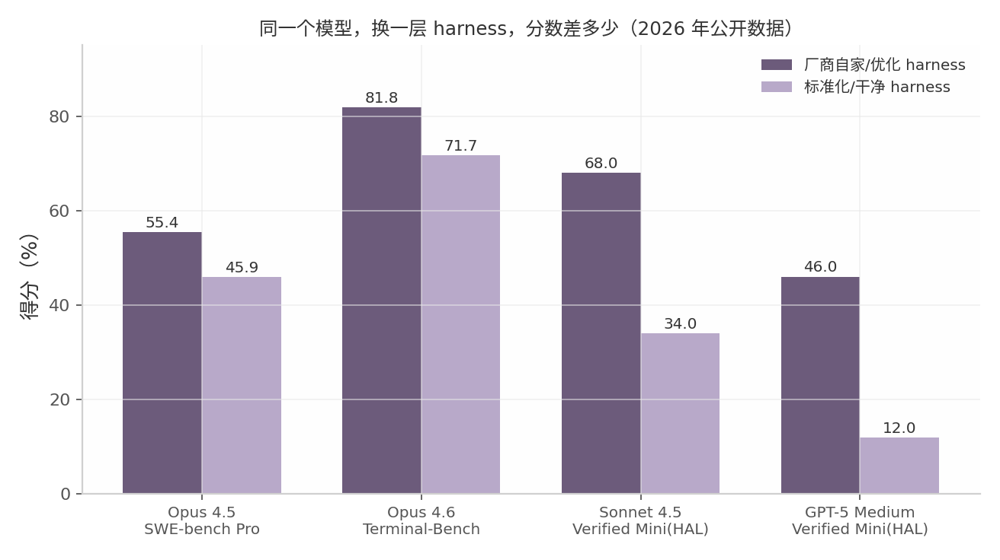 同一个模型，换一层 harness，分数差多少（2026 年公开数据）
厂商自家/优化 harness
标准化/干净 harness
得分（%）
80
60
40
20
0
55.4
45.9
81.8
71.7
68.0
34.0
46.0
12.0
Opus 4.5
SWE-bench Pro
Opus 4.6
Terminal-Bench
Sonnet 4.5
Verified Mini(HAL)
GPT-5 Medium
Verified Mini(HAL)